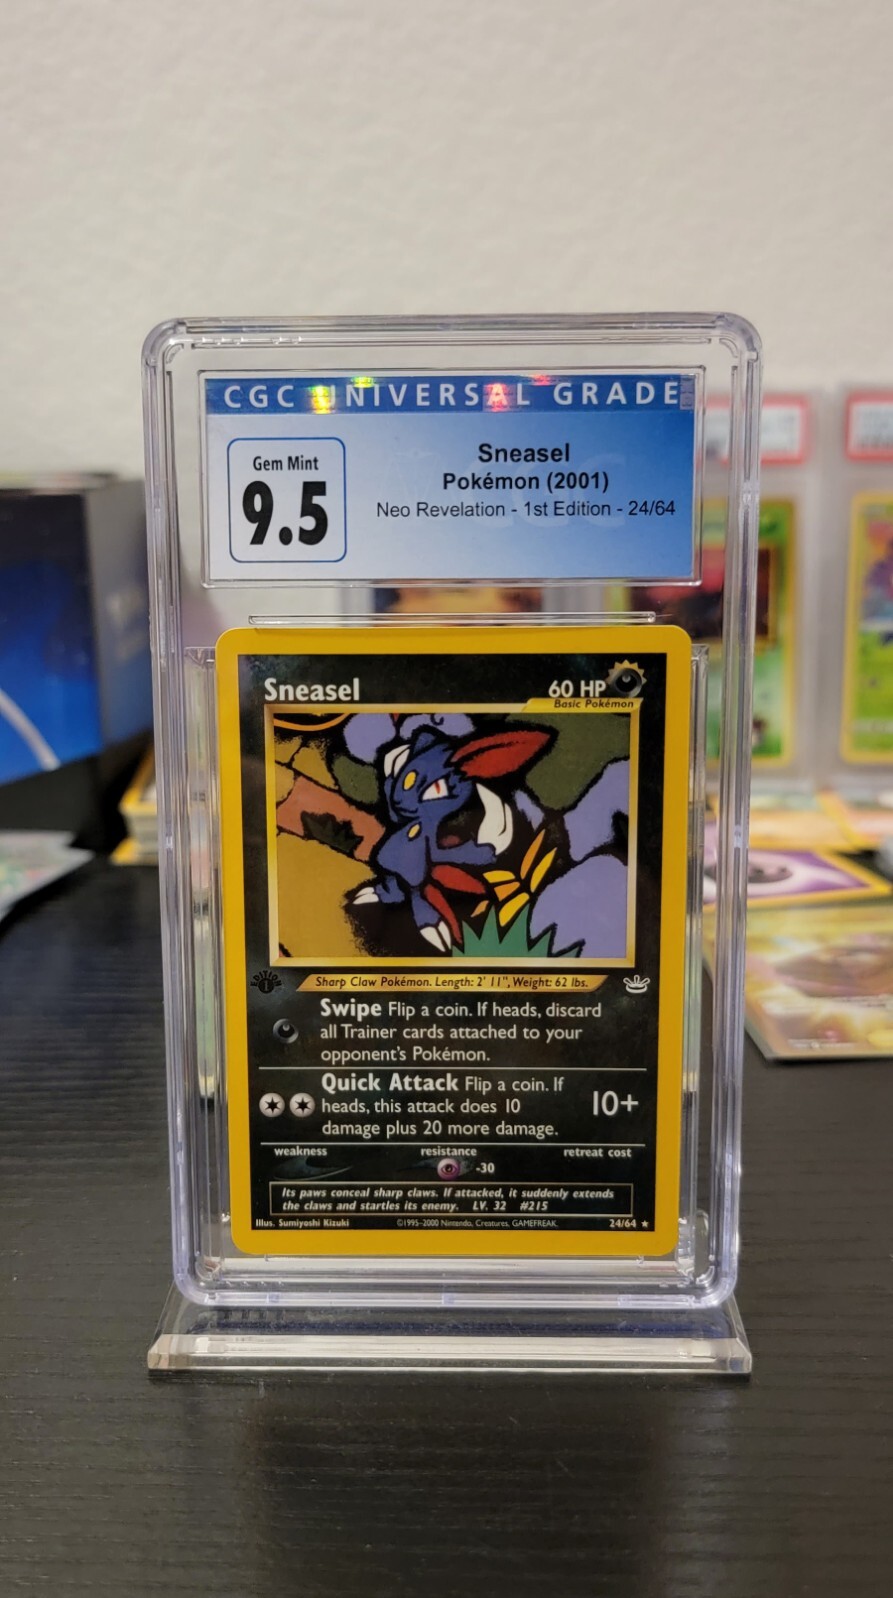 CGC UNIVERSAL GRADE
Gem Mint
9.5
Sneasel
Pokémon (2001)
Neo Revelation - 1st Edition - 24/64
Sneasel
60 HP
Basic Pokémon
EDITION
1
Sharp Claw Pokémon. Length: 2' 11", Weight: 62 lbs.
Swipe Flip a coin. If heads, discard
all Trainer cards attached to your
opponent's Pokémon.
Quick Attack Flip a coin. If
heads, this attack does 10
damage plus 20 more damage.
10+
weakness
resistance
retreat cost
-30
Its paws conceal sharp claws. If attacked, it suddenly extends
the claws and startles its enemy. LV. 32 #215
Illus. Sumiyoshi Kizuki
©1995-2000 Nintendo, Creatures, GAMEFREAK.
24/64 ★